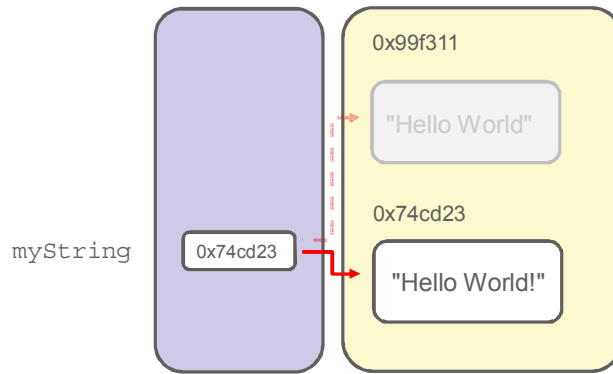 0x99f311
"Hello World"
0x74cd23
myString
0x74cd23
"Hello World!"